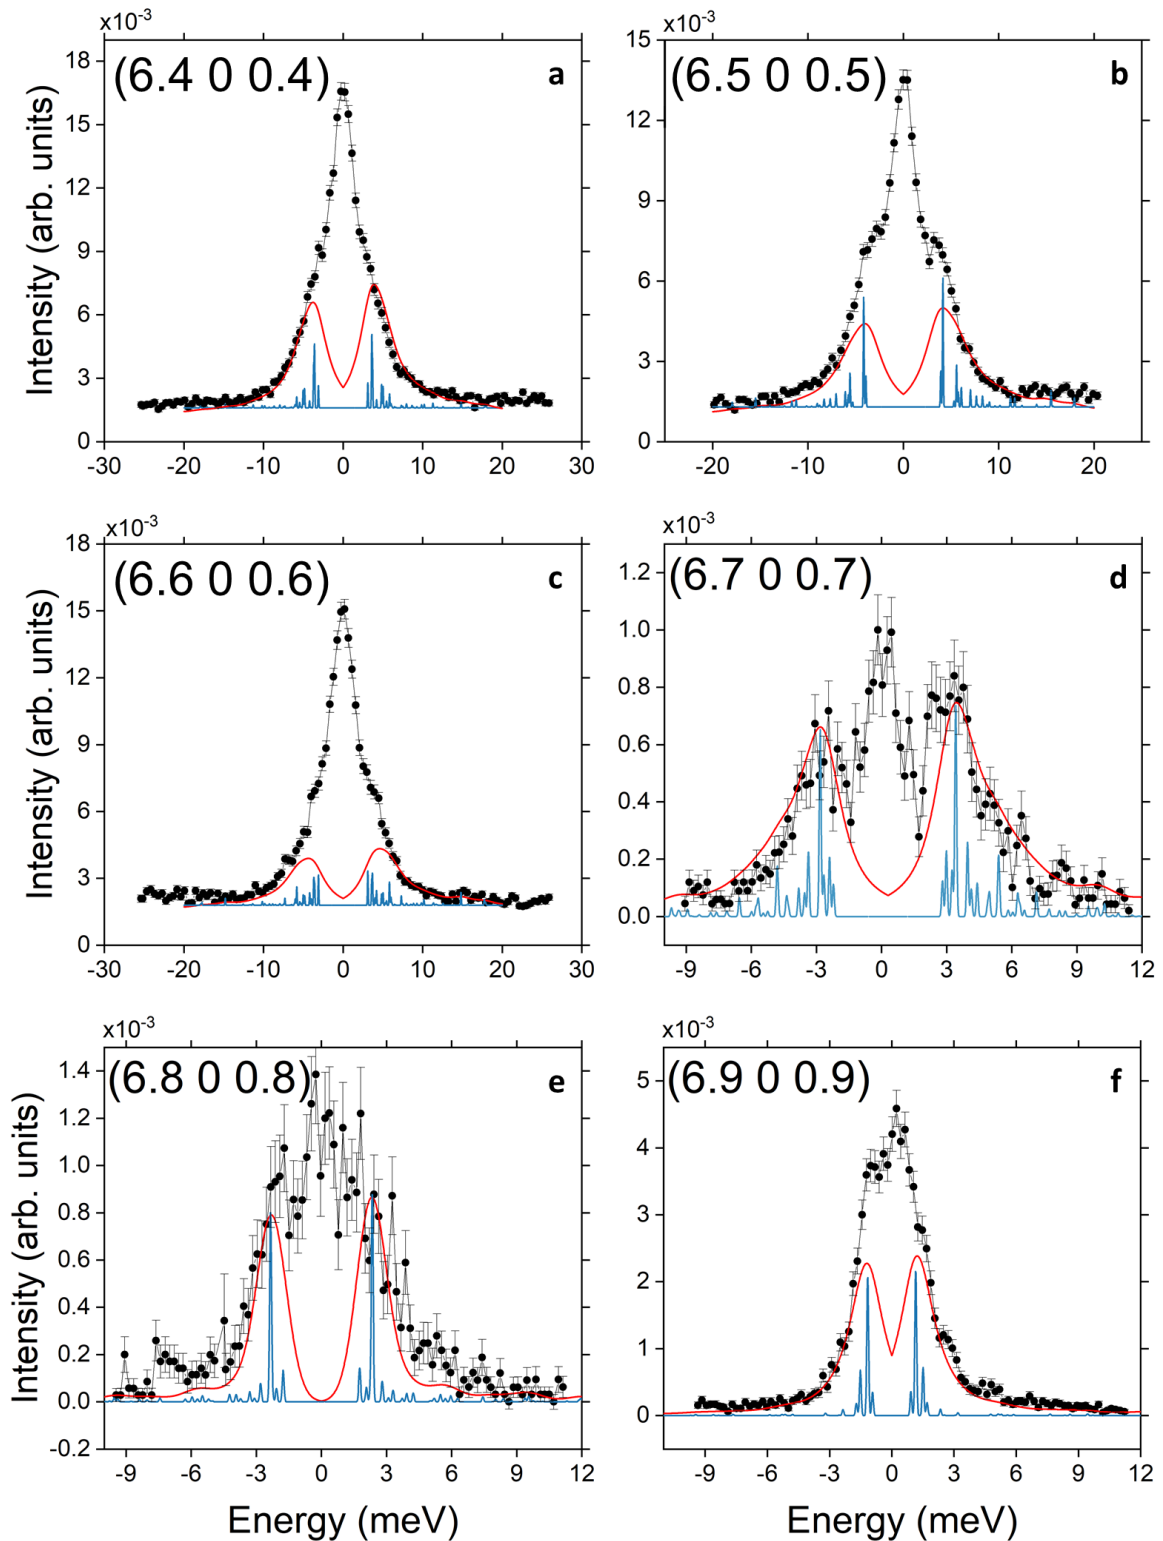 x10-3
(6.4 0 0.4)
a
18
15
12
9
6
3
0
-30 -20 -10 0 10 20 30
Intensity (arb. units)
x10-3
(6.5 0 0.5)
b
15
12
9
6
3
0
-20 -10 0 10 20
x10-3
(6.6 0 0.6)
c
18
15
12
9
6
3
0
-30 -20 -10 0 10 20 30
Intensity (arb. units)
x10-3
(6.7 0 0.7)
d
1.2
1.0
0.8
0.6
0.4
0.2
0.0
-9 -6 -3 0 3 6 9 12
x10-3
(6.8 0 0.8)
e
1.4
1.2
1.0
0.8
0.6
0.4
0.2
0.0
-0.2
-9 -6 -3 0 3 6 9 12
Intensity (arb. units)
Energy (meV)
x10-3
(6.9 0 0.9)
f
5
4
3
2
1
0
-9 -6 -3 0 3 6 9 12
Energy (meV)